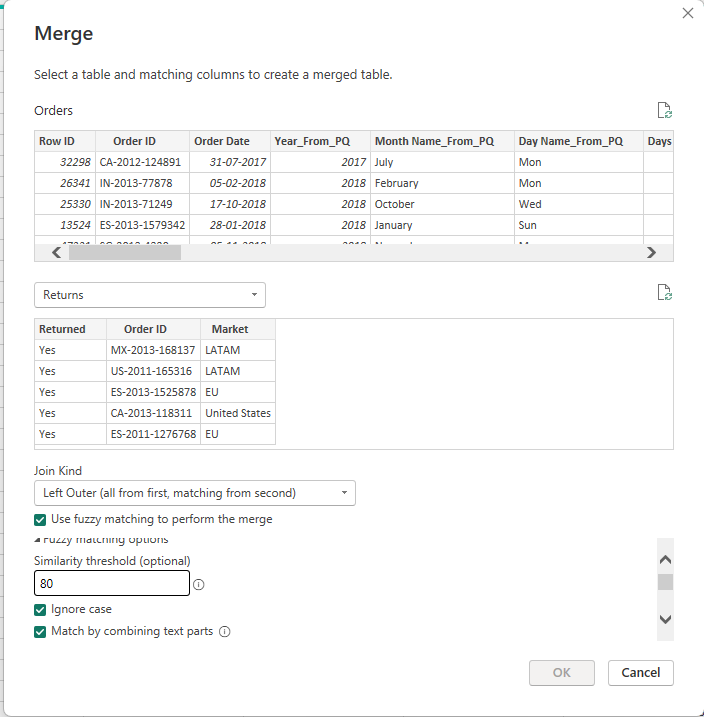 Merge
Select a table and matching columns to create a merged table.
Orders
Row ID Order ID Order Date Year_From_PQ Month Name_From_PQ Day Name_From_PQ Days
32298 CA-2012-124891 31-07-2017 2017 July Mon
26341 IN-2013-77878 05-02-2018 2018 February Mon
25330 IN-2013-71249 17-10-2018 2018 October Wed
13524 ES-2013-1579342 28-01-2018 2018 January Sun
Returns
Returned Order ID Market
Yes MX-2013-168137 LATAM
Yes US-2011-165316 LATAM
Yes ES-2013-1525878 EU
Yes CA-2013-118311 United States
Yes ES-2011-1276768 EU
Join Kind
Left Outer (all from first, matching from second)
Use fuzzy matching to perform the merge
Fuzzy matching options
Similarity threshold (optional)
80
Ignore case
Match by combining text parts
OK Cancel